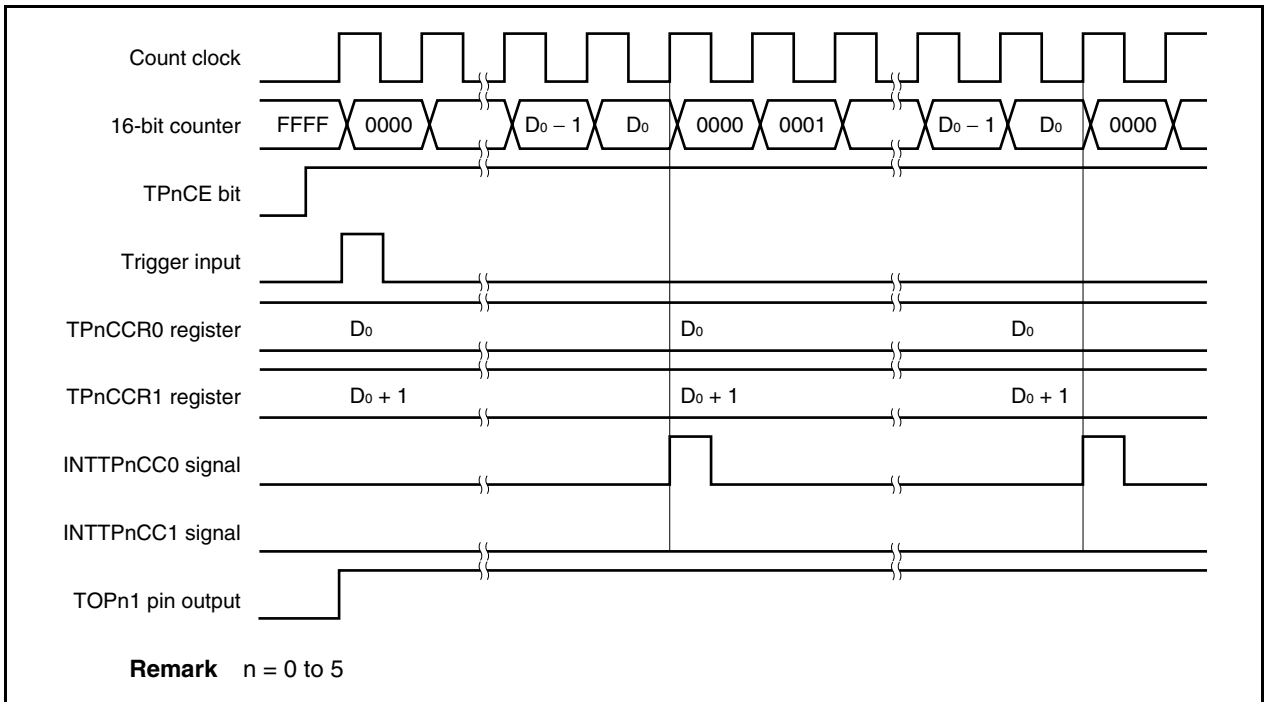 Count clock
16-bit counter FFFF 0000 D0 − 1 D0 0000 0001 D0 − 1 D0 0000
TPnCE bit
Trigger input
TPnCCR0 register D0 D0 D0
TPnCCR1 register D0 + 1 D0 + 1 D0 + 1
INTTPnCC0 signal
INTTPnCC1 signal
TOPn1 pin output
Remark n = 0 to 5